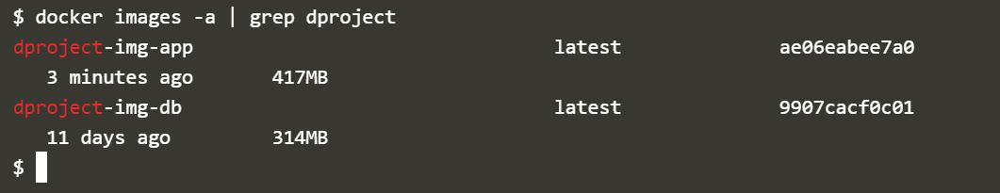 $ docker images -a | grep dproject
dproject-img-app latest ae06eabee7a0
3 minutes ago 417MB
dproject-img-db latest 9907cacf0c01
11 days ago 314MB
$